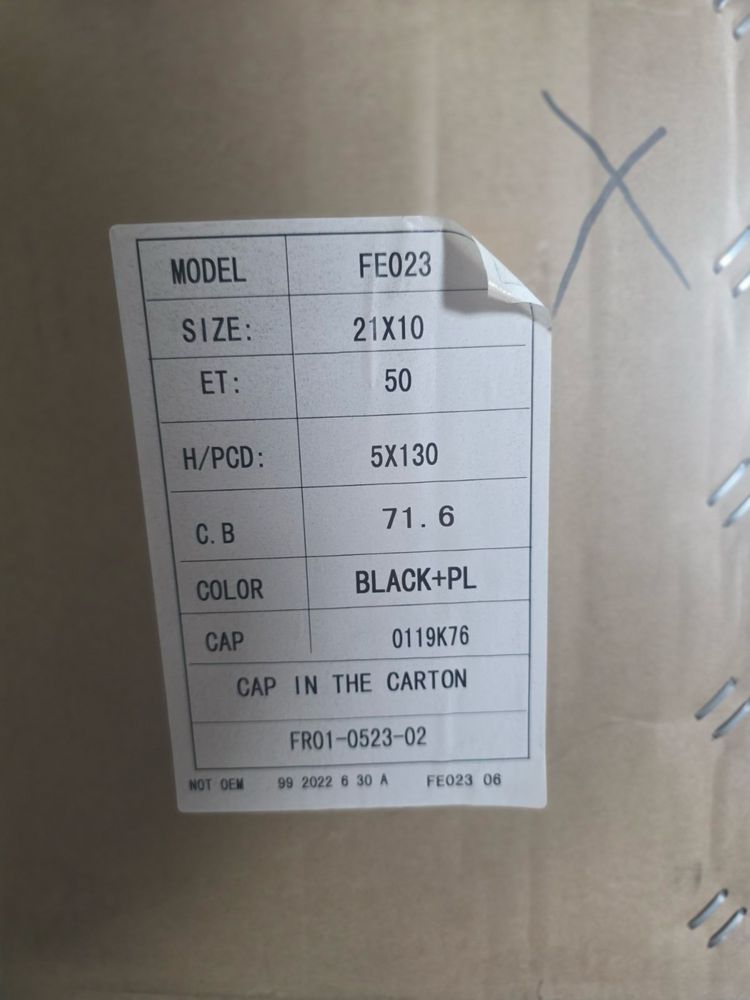 MODEL FE023
SIZE: 21X10
ET: 50
H/PCD: 5X130
C.B 71.6
COLOR BLACK+PL
CAP 0119K76
CAP IN THE CARTON
FR01-0523-02
NOT OEM 99 2022 6 30 A FE023 06